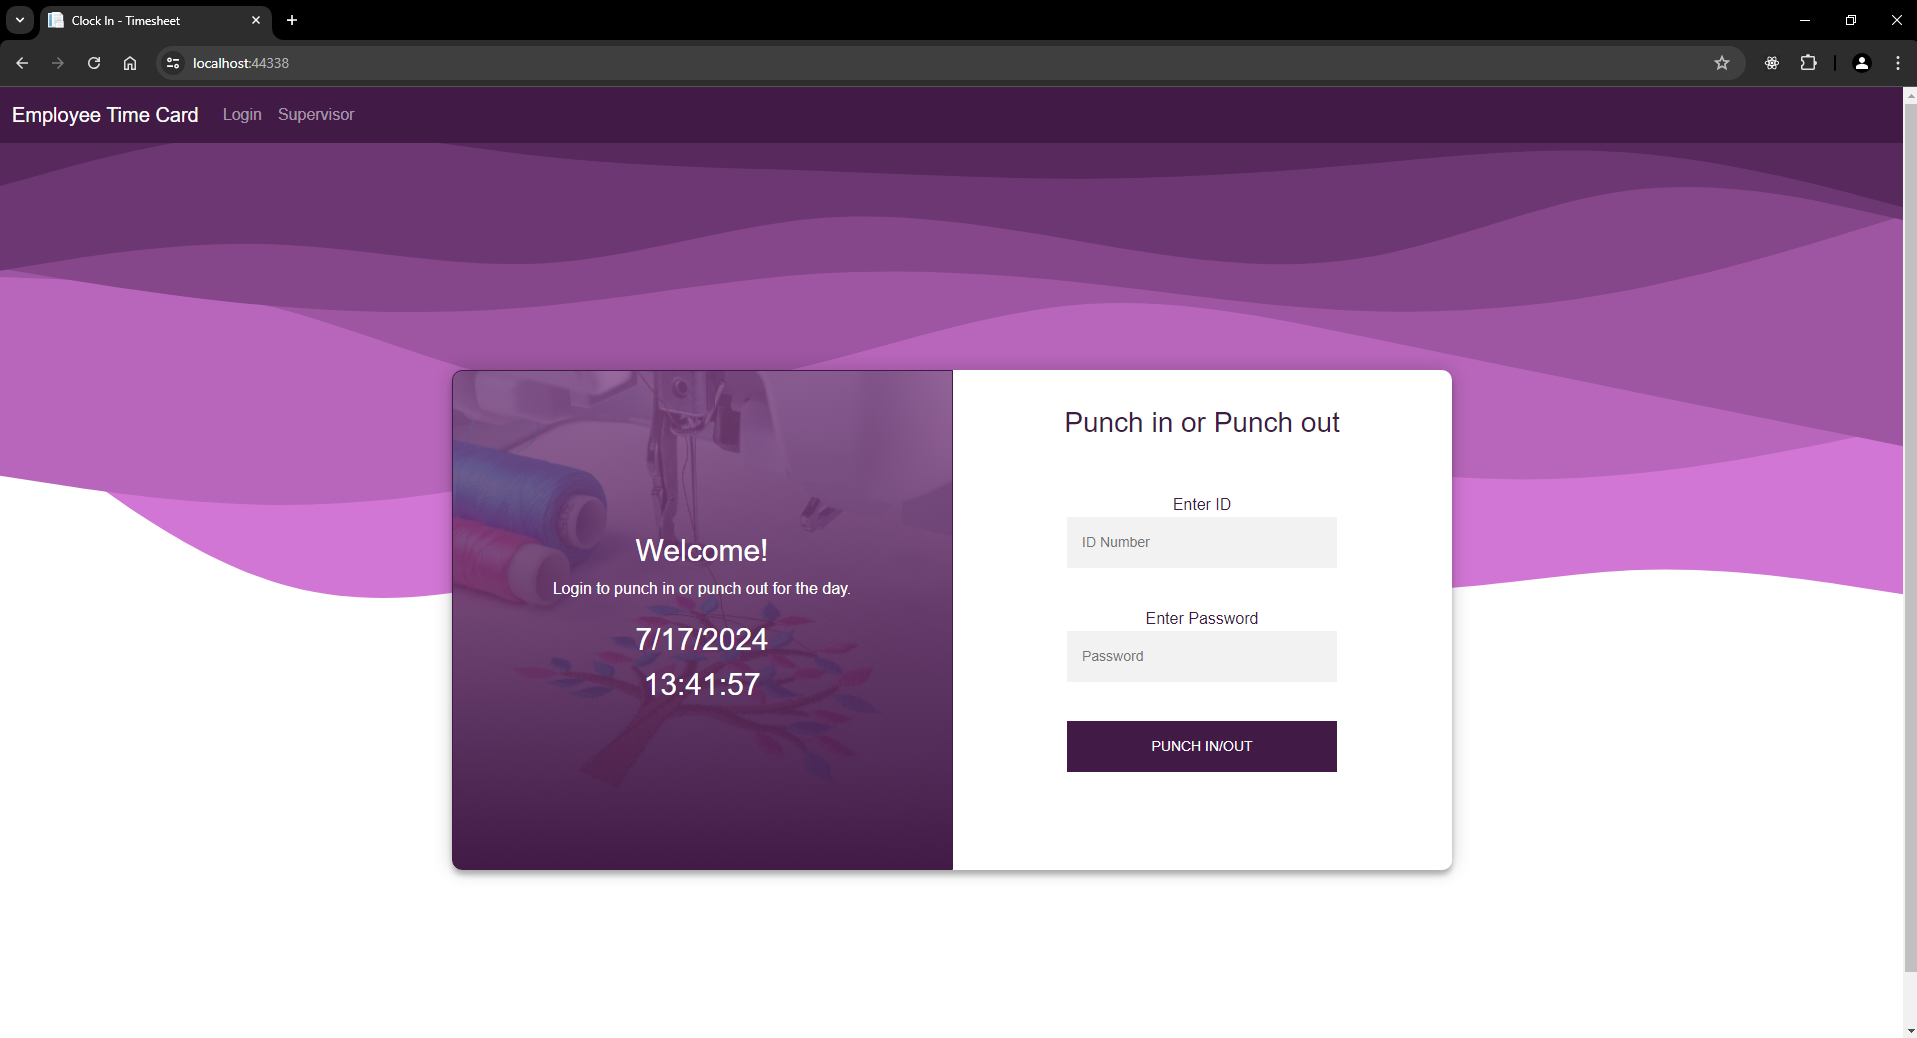 Clock In - Timesheet
localhost:44338
Employee Time Card Login Supervisor
Welcome!
Login to punch in or punch out for the day.
7/17/2024
13:41:57
Punch in or Punch out
Enter ID
ID Number
Enter Password
Password
PUNCH IN/OUT